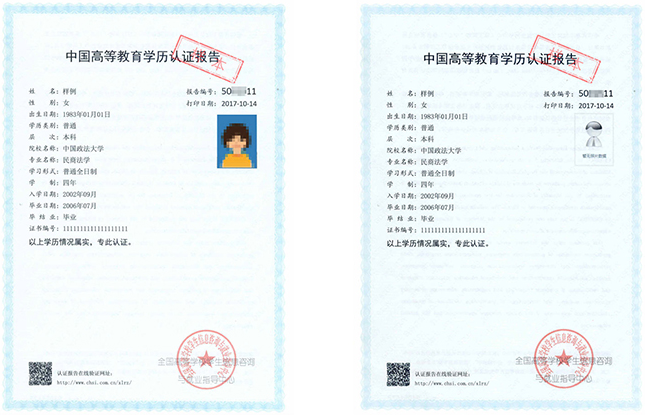 中国高等教育学历认证报告
样本
姓 名：样例
报告编号：50 11
性 别：女
打印日期：2017-10-14
出生日期：1983年01月01日
学历类别：普通
层 次：本科
院校名称：中国政法大学
专业名称：民商法学
学习形式：普通全日制
学 制：四年
入学日期：2002年09月
毕业日期：2006年07月
毕 结 业：毕业
证书编号：1111111111111111111
以上学历情况属实，专此认证。
全国高等学校学生信息咨询
与就业指导中心
认证报告在线验证网址：
http://www.chsi.com.cn/xlrz/
中国高等教育学历认证报告
样本
姓 名：样例
报告编号：50 11
性 别：女
打印日期：2017-10-14
出生日期：1983年01月01日
学历类别：普通
层 次：本科
院校名称：中国政法大学
专业名称：民商法学
暂无照片数据
学习形式：普通全日制
学 制：四年
入学日期：2002年09月
毕业日期：2006年07月
毕 结 业：毕业
证书编号：1111111111111111111
以上学历情况属实，专此认证。
全国高等学校学生信息咨询
与就业指导中心
认证报告在线验证网址：
http://www.chsi.com.cn/xlrz/